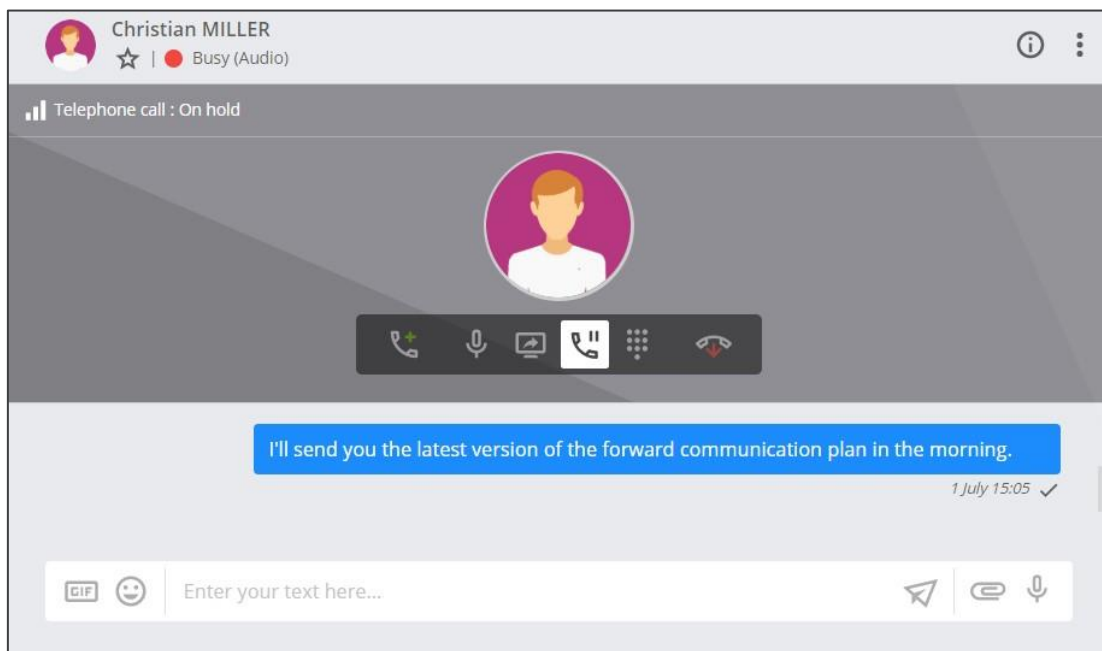 Christian MILLER
| Busy (Audio)
Telephone call : On hold
I'll send you the latest version of the forward communication plan in the morning.
1 July 15:05
GIF
Enter your text here...